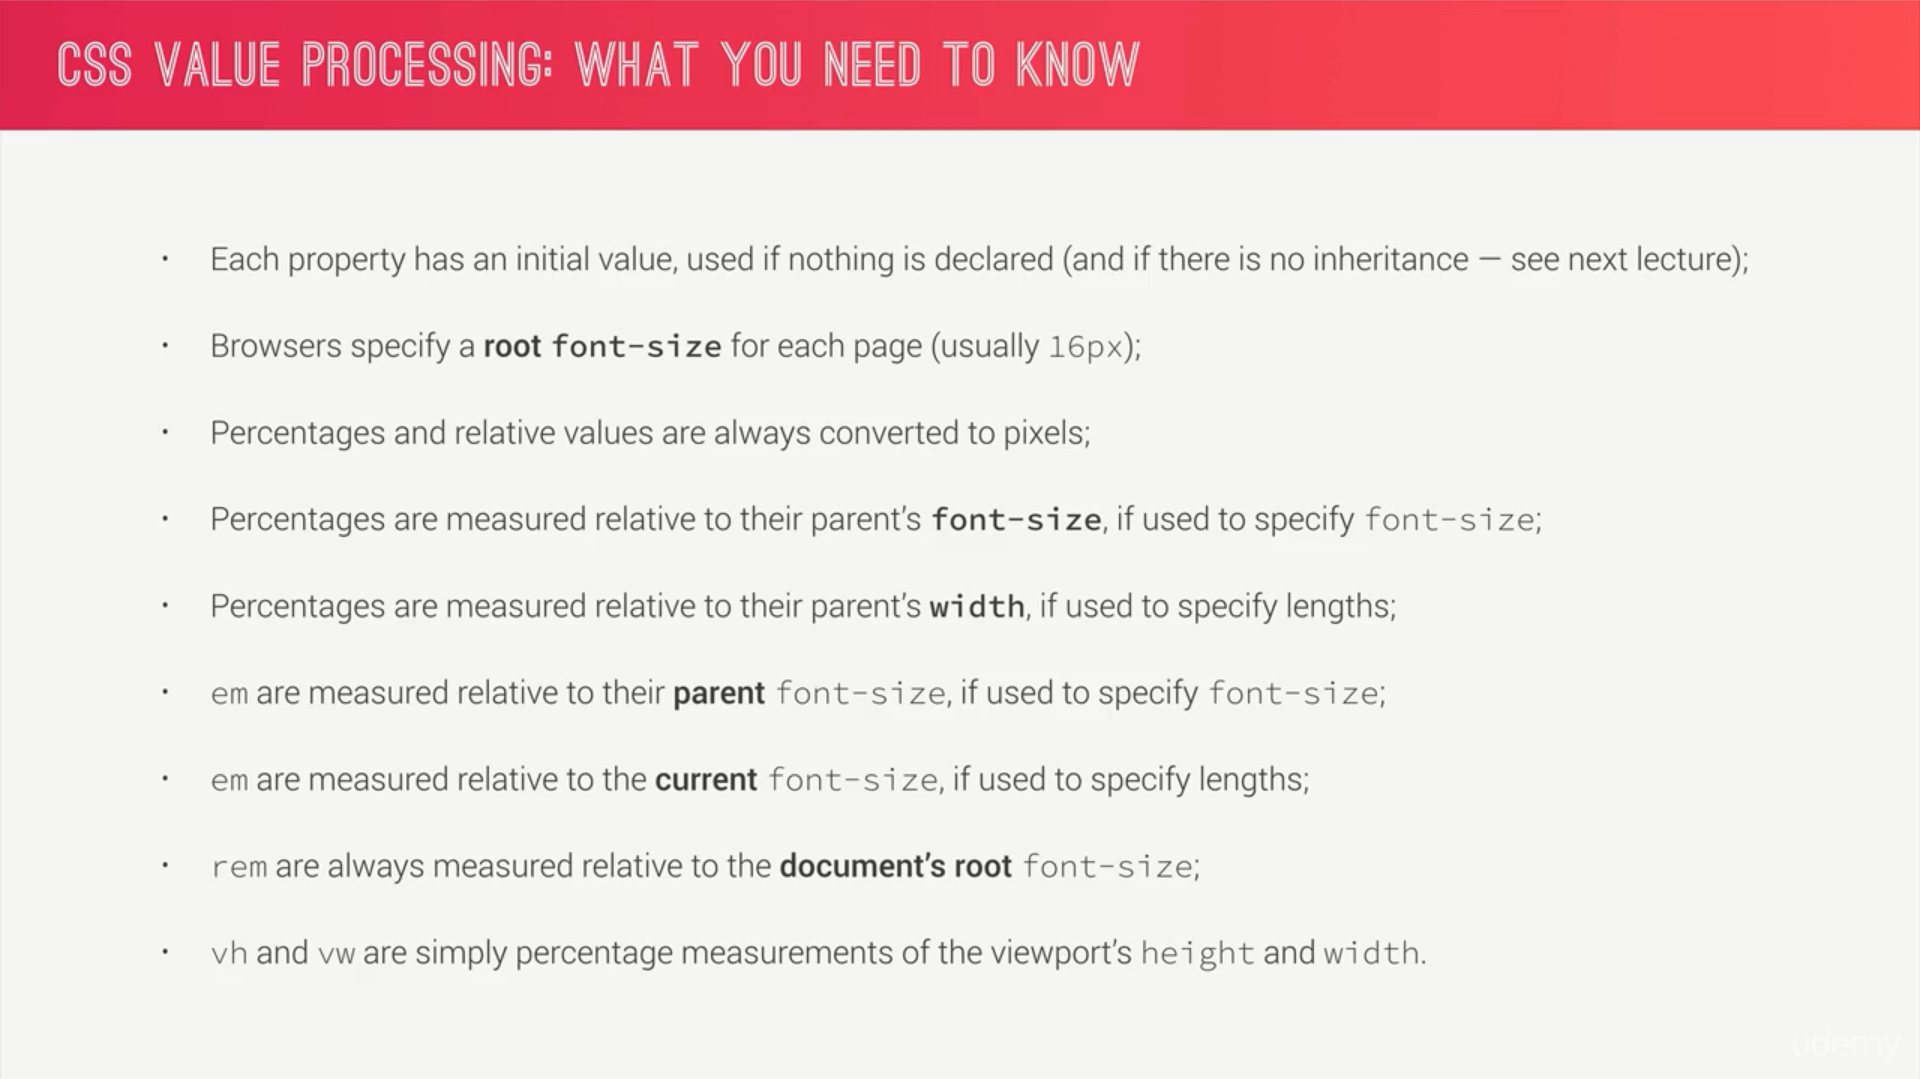 CSS VALUE PROCESSING: WHAT YOU NEED TO KNOW
• Each property has an initial value, used if nothing is declared (and if there is no inheritance — see next lecture);
• Browsers specify a root font-size for each page (usually 16px);
• Percentages and relative values are always converted to pixels;
• Percentages are measured relative to their parent’s font-size, if used to specify font-size;
• Percentages are measured relative to their parent’s width, if used to specify lengths;
• em are measured relative to their parent font-size, if used to specify font-size;
• em are measured relative to the current font-size, if used to specify lengths;
• rem are always measured relative to the document’s root font-size;
• vh and vw are simply percentage measurements of the viewport’s height and width.
udemy